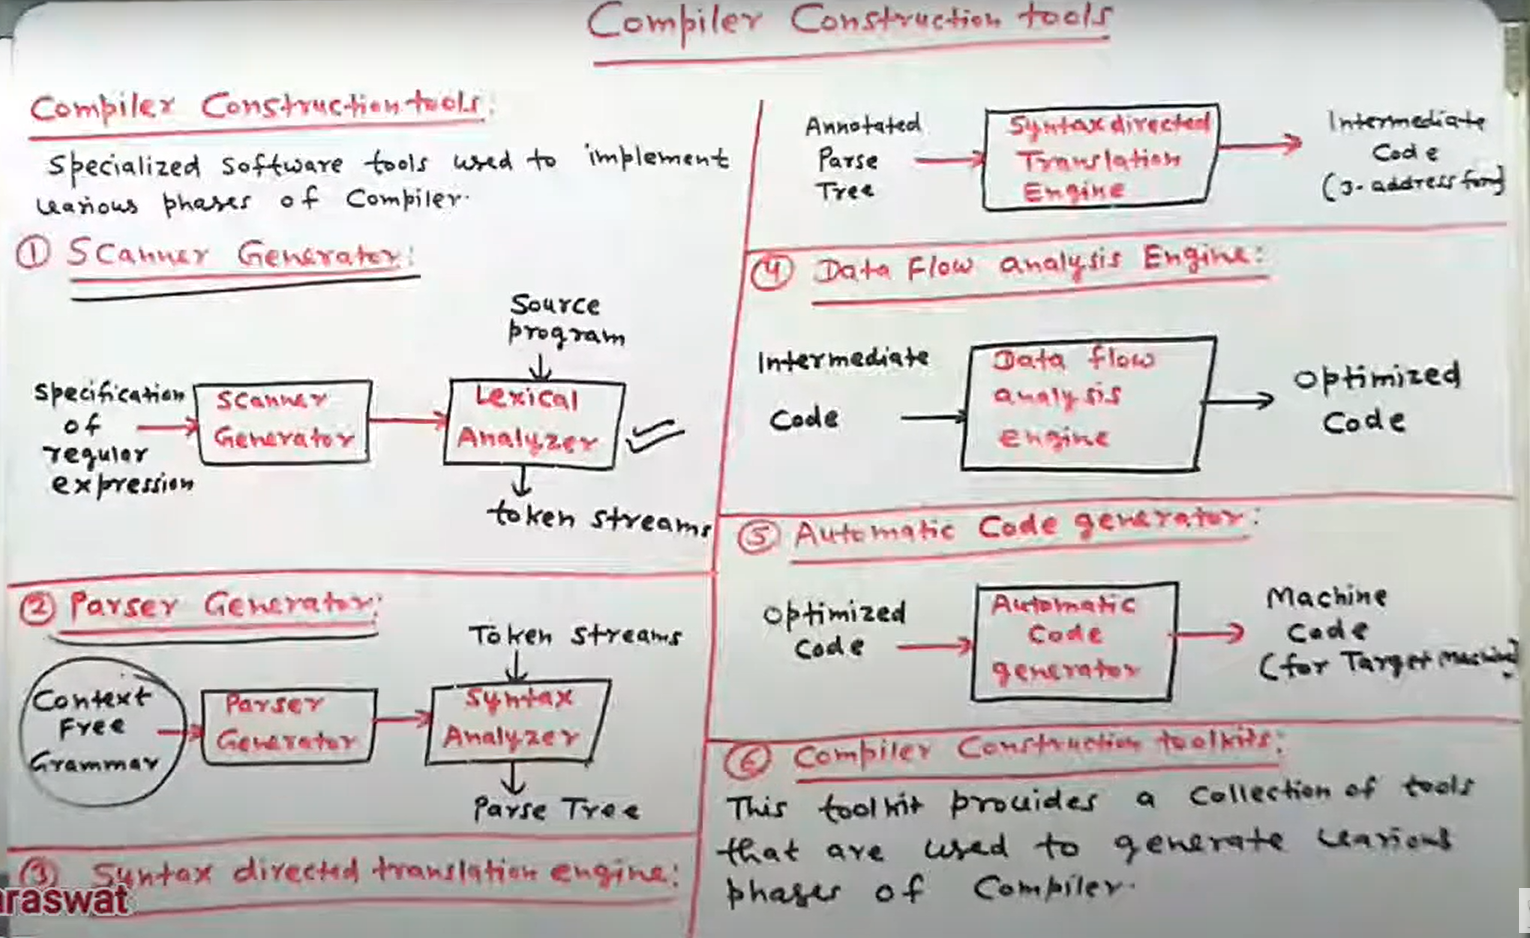 Compiler Construction tools
Compiler Construction tools:
Specialized Software tools used to implement
various phases of Compiler.
① Scanner Generator:
Source
program
Specification
of
regular
expression
Scanner
Generator
Lexical
Analyzer
token streams
② Parser Generator:
Token streams
Context
Free
Grammar
Parser
Generator
Syntax
Analyzer
Parse Tree
③ Syntax directed translation engine:
araswat
Annotated
Parse
Tree
Syntax directed
Translation
Engine
Intermediate
Code
(3-address form)
④ Data Flow analysis Engine:
Intermediate
Code
Data flow
analysis
engine
Optimized
Code
⑤ Automatic Code generator:
Optimized
Code
Automatic
Code
generator
Machine
Code
(for Target Machine)
⑥ Compiler Construction toolkits:
This toolkit provides a collection of tools
that are used to generate various
phases of Compiler.